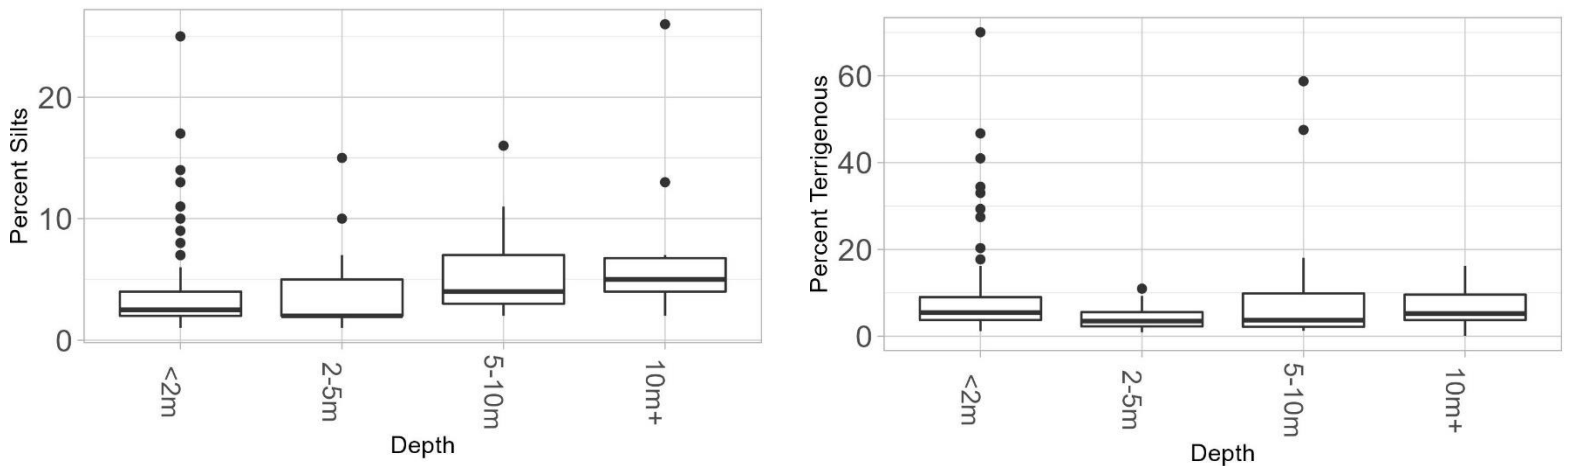 Percent Silts
20
10
0
<2m
2-5m
5-10m
10m+
Depth
Percent Terrigenous
60
40
20
0
<2m
2-5m
5-10m
10m+
Depth